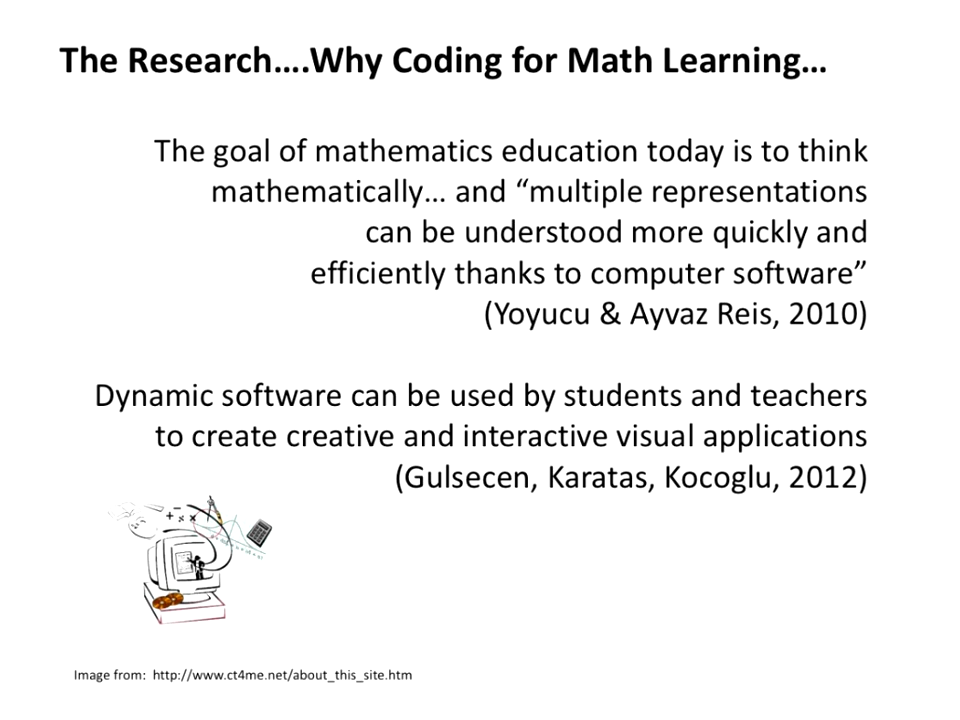 The Research….Why Coding for Math Learning…
The goal of mathematics education today is to think
mathematically… and “multiple representations
can be understood more quickly and
efficiently thanks to computer software”
(Yoyucu & Ayvaz Reis, 2010)
Dynamic software can be used by students and teachers
to create creative and interactive visual applications
(Gulsecen, Karatas, Kocoglu, 2012)
Image from:  http://www.ct4me.net/about_this_site.htm